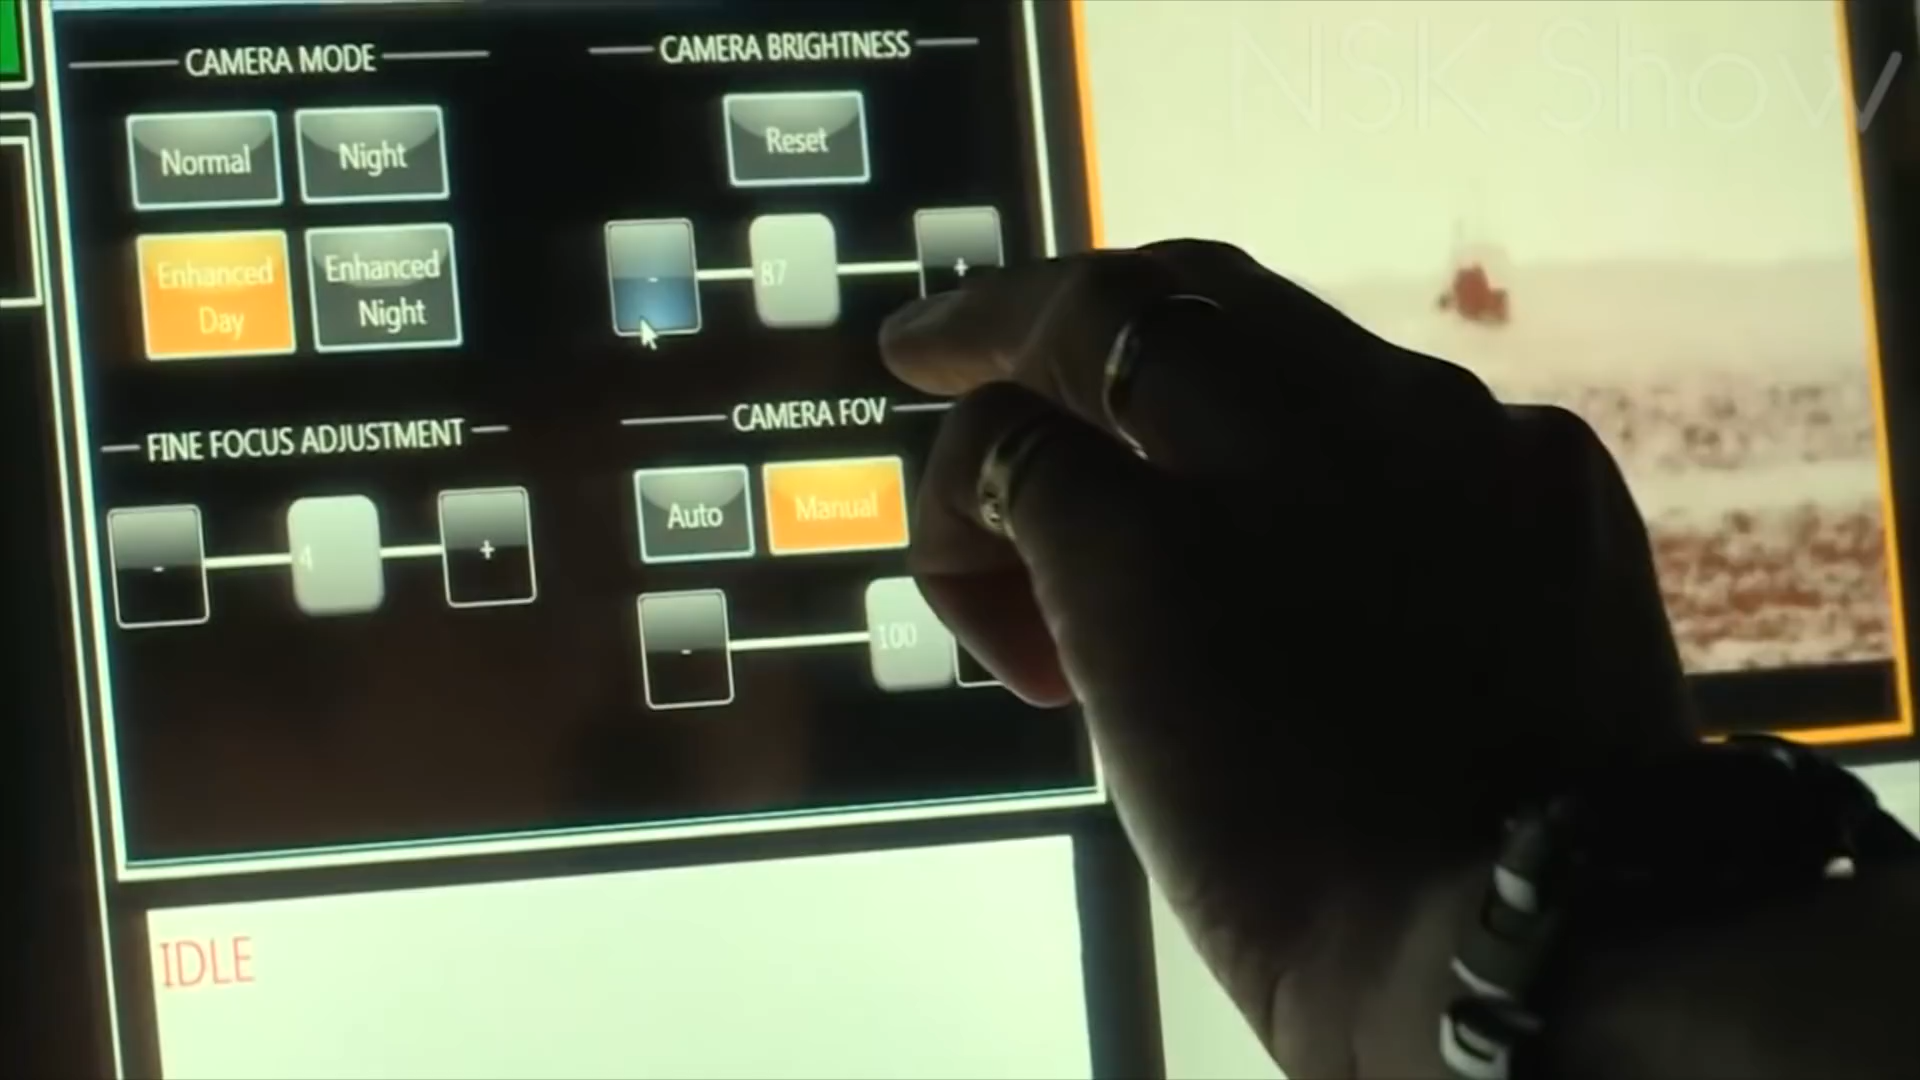 CAMERA MODE
Normal
Night
Enhanced
Day
Enhanced
Night
CAMERA BRIGHTNESS
Reset
-
87
+
FINE FOCUS ADJUSTMENT
-
4
+
CAMERA FOV
Auto
Manual
-
100
IDLE
NSK Show